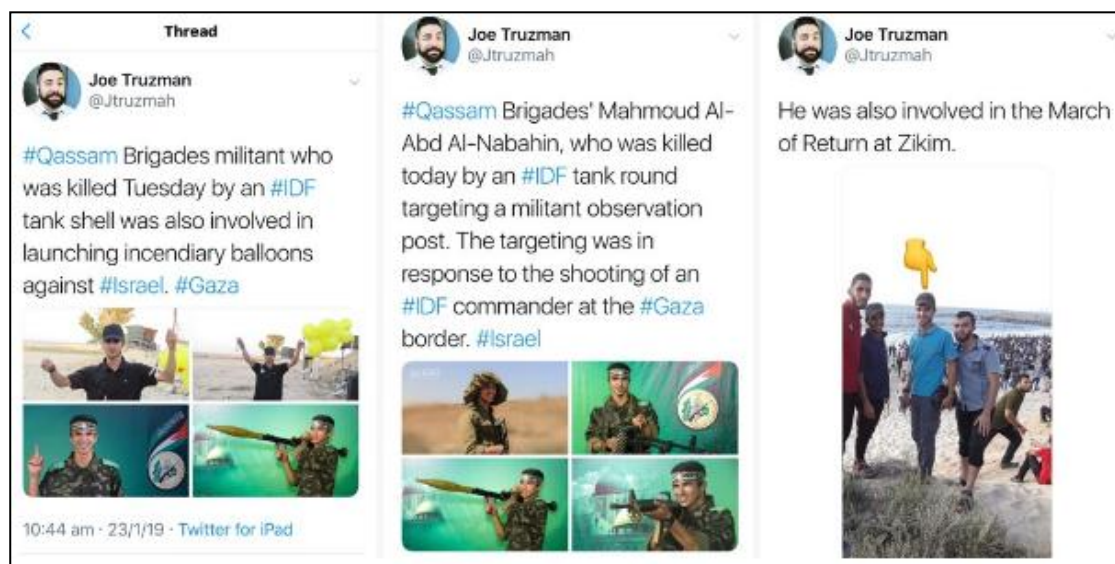 Thread
Joe Truzman
@Jtruzmah
#Qassam Brigades militant who
was killed Tuesday by an #IDF
tank shell was also involved in
launching incendiary balloons
against #Israel. #Gaza
10:44 am · 23/1/19 · Twitter for iPad
Joe Truzman
@Jtruzmah
#Qassam Brigades' Mahmoud Al-
Abd Al-Nabahin, who was killed
today by an #IDF tank round
targeting a militant observation
post. The targeting was in
response to the shooting of an
#IDF commander at the #Gaza
border. #Israel
Joe Truzman
@Jtruzmah
He was also involved in the March
of Return at Zikim.